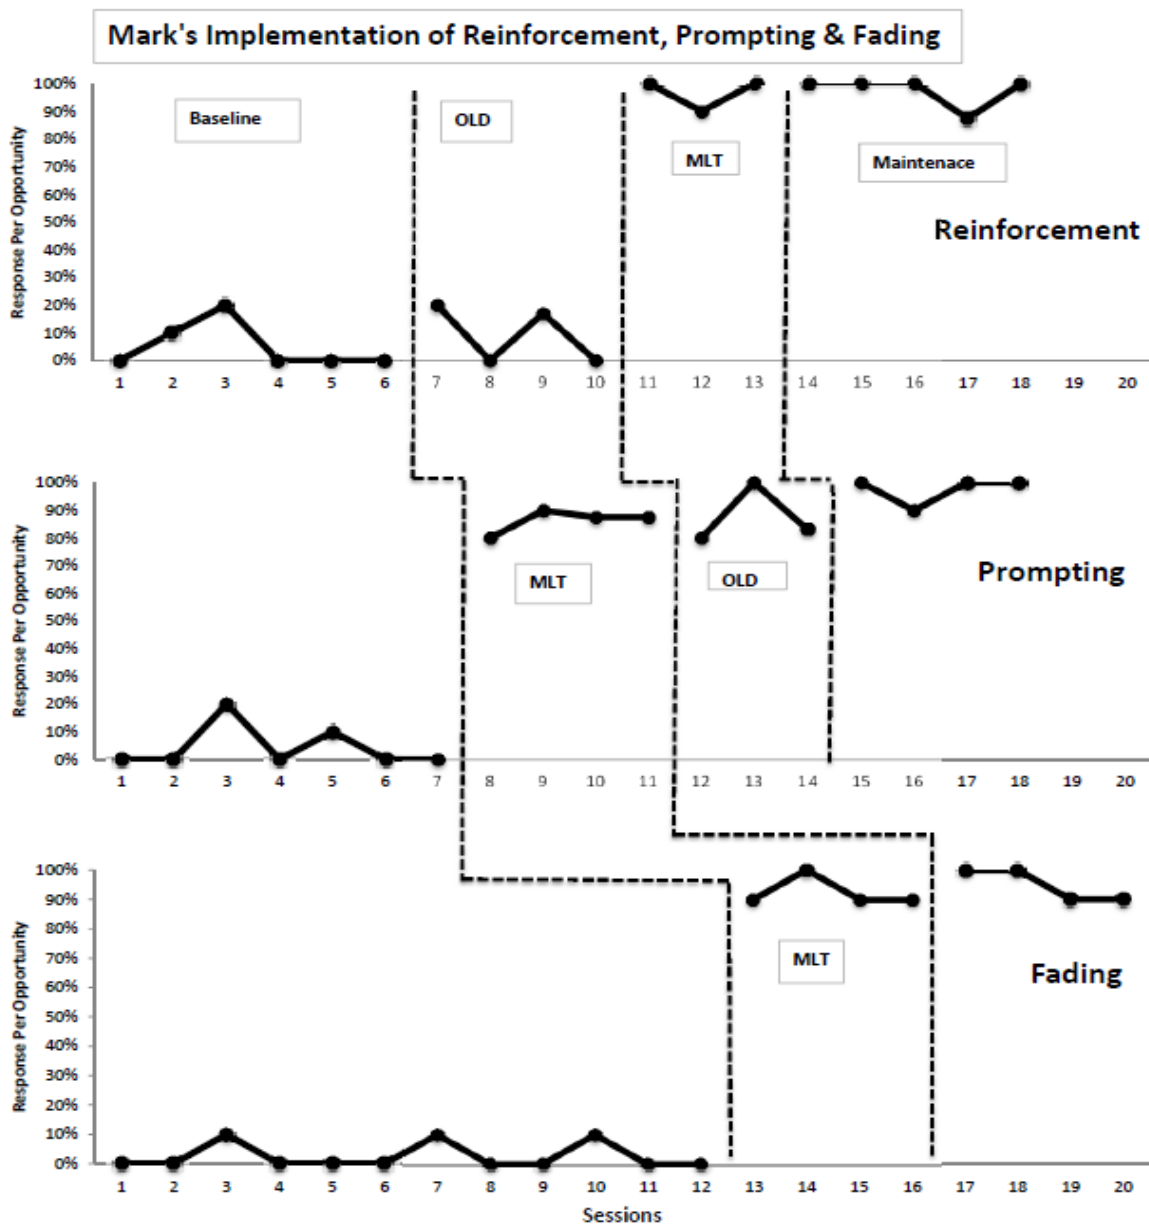 Mark's Implementation of Reinforcement, Prompting & Fading
Response Per Opportunity
100%
90%
80%
70%
60%
50%
40%
30%
20%
10%
0%
Baseline
OLD
MLT
Maintenace
Reinforcement
1 2 3 4 5 6 7 8 9 10 11 12 13 14 15 16 17 18 19 20
Response Per Opportunity
100%
90%
80%
70%
60%
50%
40%
30%
20%
10%
0%
MLT
OLD
Prompting
1 2 3 4 5 6 7 8 9 10 11 12 13 14 15 16 17 18 19 20
Response Per Opportunity
100%
90%
80%
70%
60%
50%
40%
30%
20%
10%
0%
MLT
Fading
1 2 3 4 5 6 7 8 9 10 11 12 13 14 15 16 17 18 19 20
Sessions